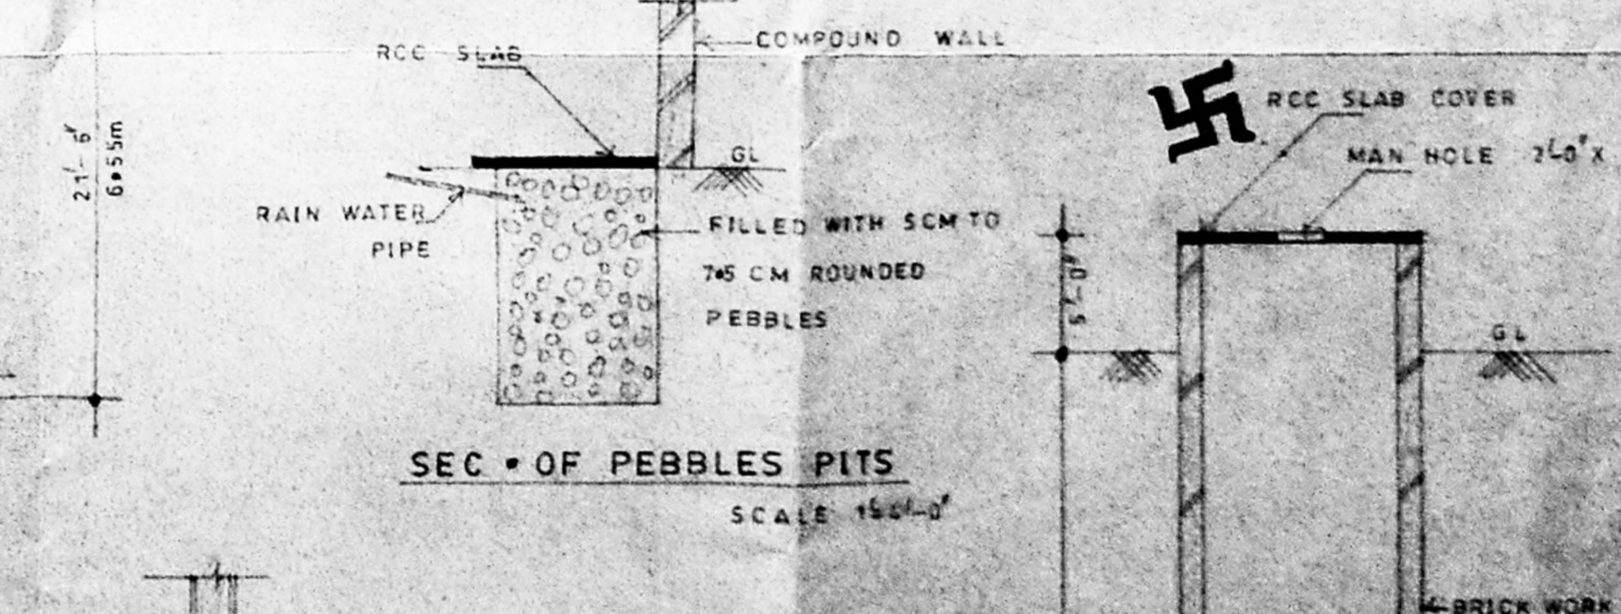 COMPOUND WALL
RCC SLAB
21'-6"
6.55m
GL
RAIN WATER
PIPE
FILLED WITH 5CM TO
7.5 CM ROUNDED
PEBBLES
SEC. OF PEBBLES PITS
SCALE
RCC SLAB COVER
MAN HOLE 2'-0" X
5'-0"
GL
BRICK WORK